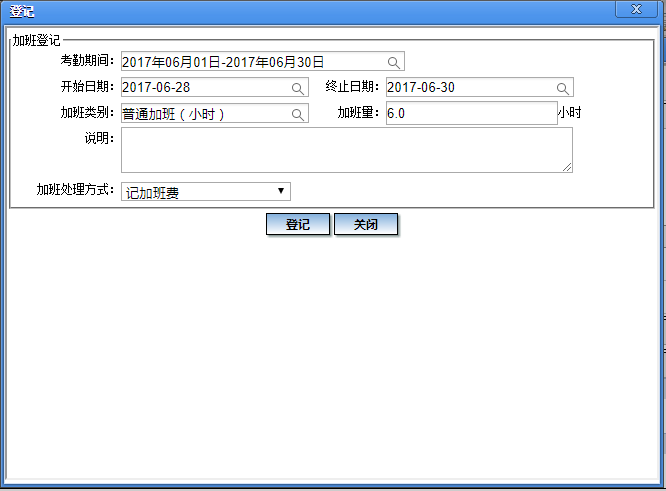 登记
加班登记
考勤期间： 2017年06月01日-2017年06月30日
开始日期： 2017-06-28 终止日期： 2017-06-30
加班类别： 普通加班（小时） 加班量： 6.0 小时
说明：
加班处理方式： 记加班费
登记 关闭